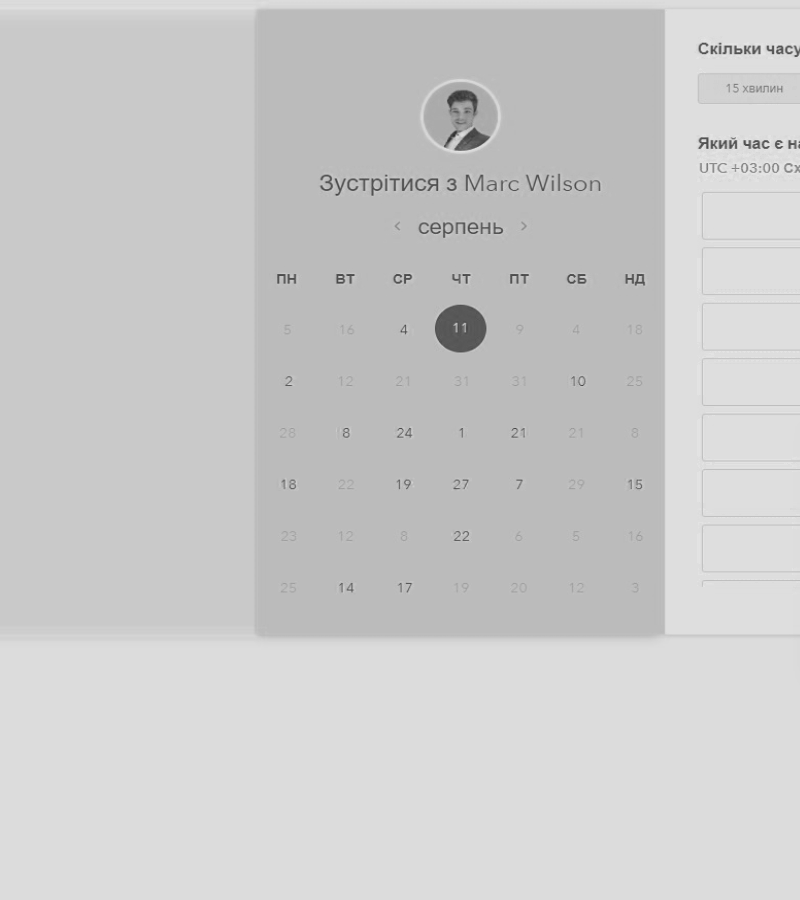 Скільки часу
15 хвилин
Який час є на
UTC +03:00 Сх
Зустрітися з Marc Wilson
< серпень >
ПН ВТ СР ЧТ ПТ СБ НД
5 16 4 11 9 4 18
2 12 21 31 31 10 25
28 8 24 1 21 21 8
18 22 19 27 7 29 15
23 12 8 22 6 5 16
25 14 17 19 20 12 3